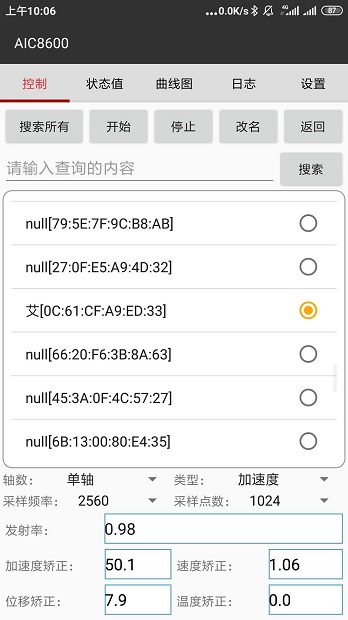 上午10:06 ...0.0K/s 4G 87
AIC8600
控制 状态值 曲线图 日志 设置
搜索所有 开始 停止 改名 返回
请输入查询的内容 搜索
null[79:5E:7F:9C:B8:AB]
null[27:0F:E5:A9:4D:32]
艾[0C:61:CF:A9:ED:33]
null[66:20:F6:3B:8A:63]
null[45:3A:0F:4C:57:27]
null[6B:13:00:80:E4:35]
轴数: 单轴 类型: 加速度
采样频率: 2560 采样点数: 1024
发射率: 0.98
加速度矫正: 50.1 速度矫正: 1.06
位移矫正: 7.9 温度矫正: 0.0